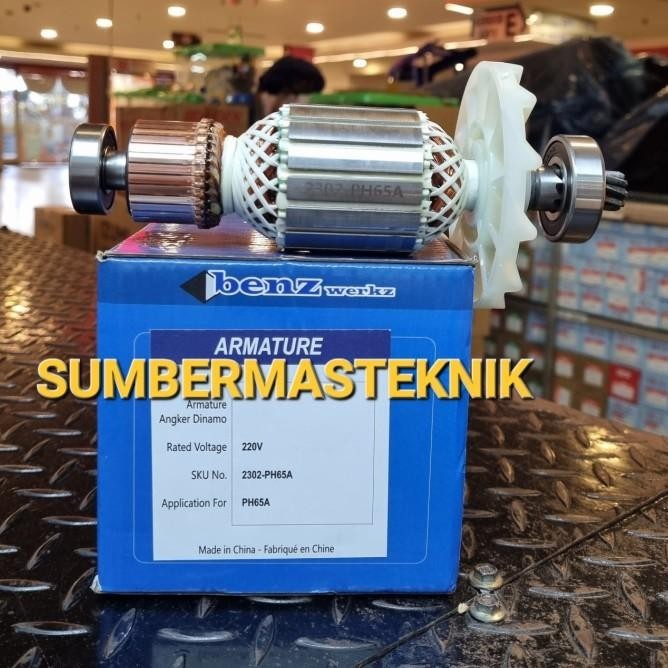 2302-PH65A
benz werkz
ARMATURE
SUMBERMASTEKNIK
Armature
Angker Dinamo
Rated Voltage 220V
SKU No. 2302-PH65A
Application For PH65A
Made in China - Fabriqué en Chine
E